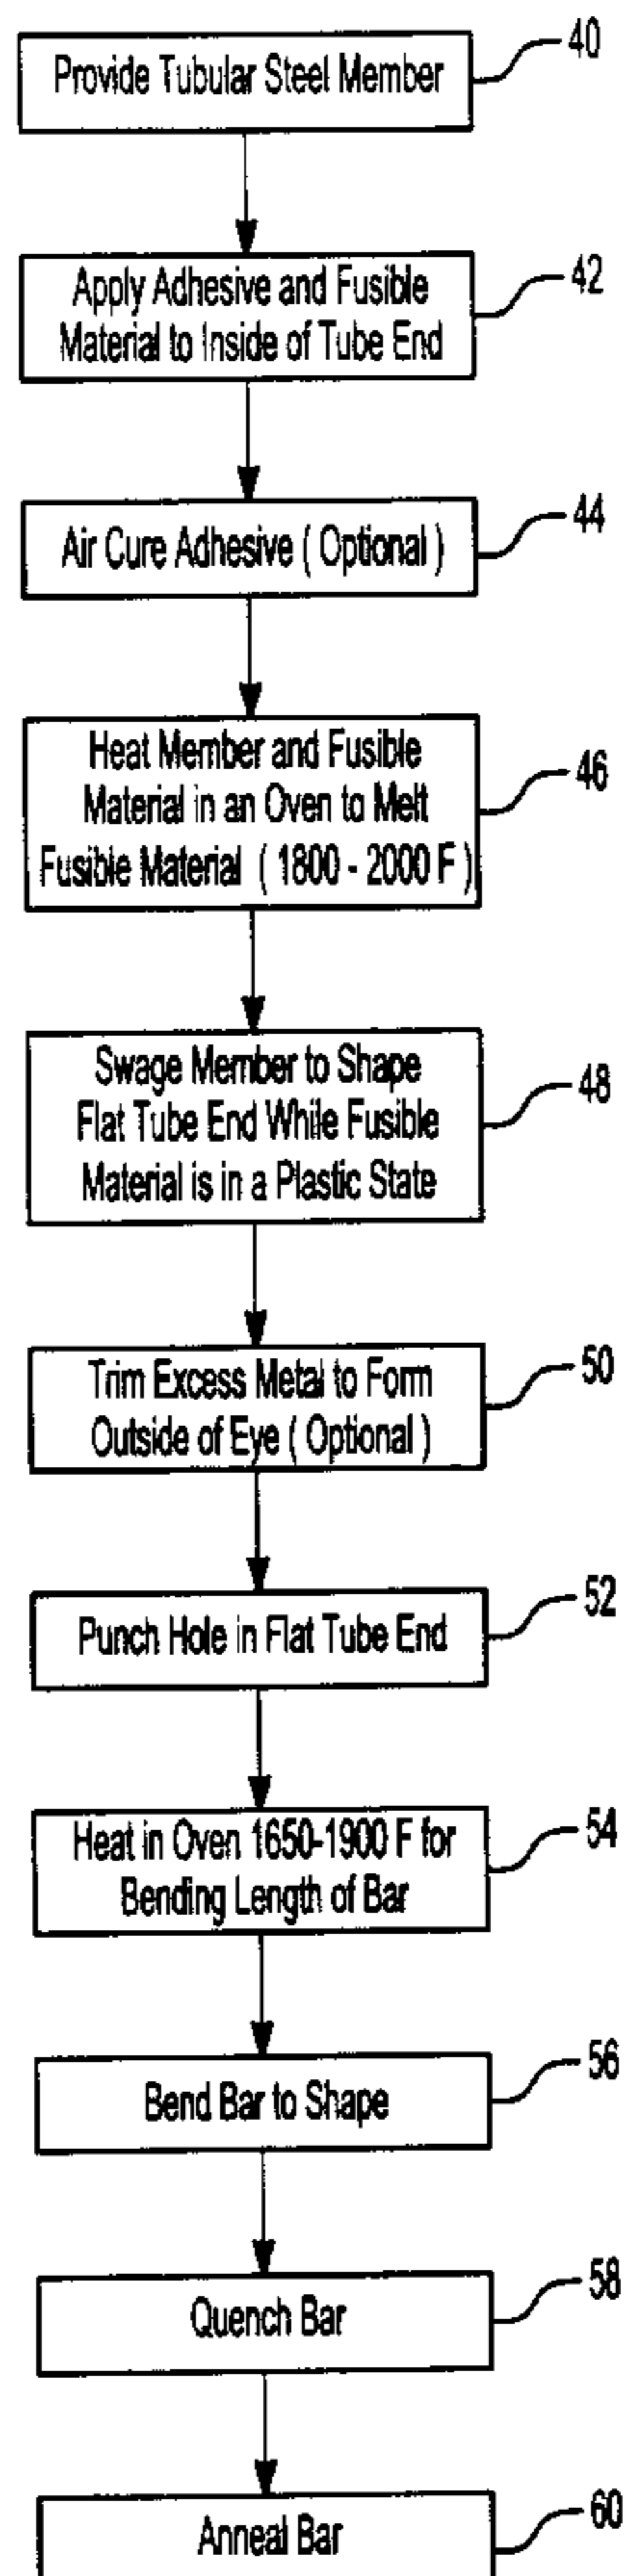 Provide Tubular Steel Member
40
Apply Adhesive and Fusible
Material to Inside of Tube End
42
Air Cure Adhesive ( Optional )
44
Heat Member and Fusible
Material in an Oven to Melt
Fusible Material ( 1800 - 2000 F )
46
Swage Member to Shape
Flat Tube End While Fusible
Material is in a Plastic State
48
Trim Excess Metal to Form
Outside of Eye ( Optional )
50
Punch Hole in Flat Tube End
52
Heat in Oven 1650-1900 F for
Bending Length of Bar
54
Bend Bar to Shape
56
Quench Bar
58
Anneal Bar
60